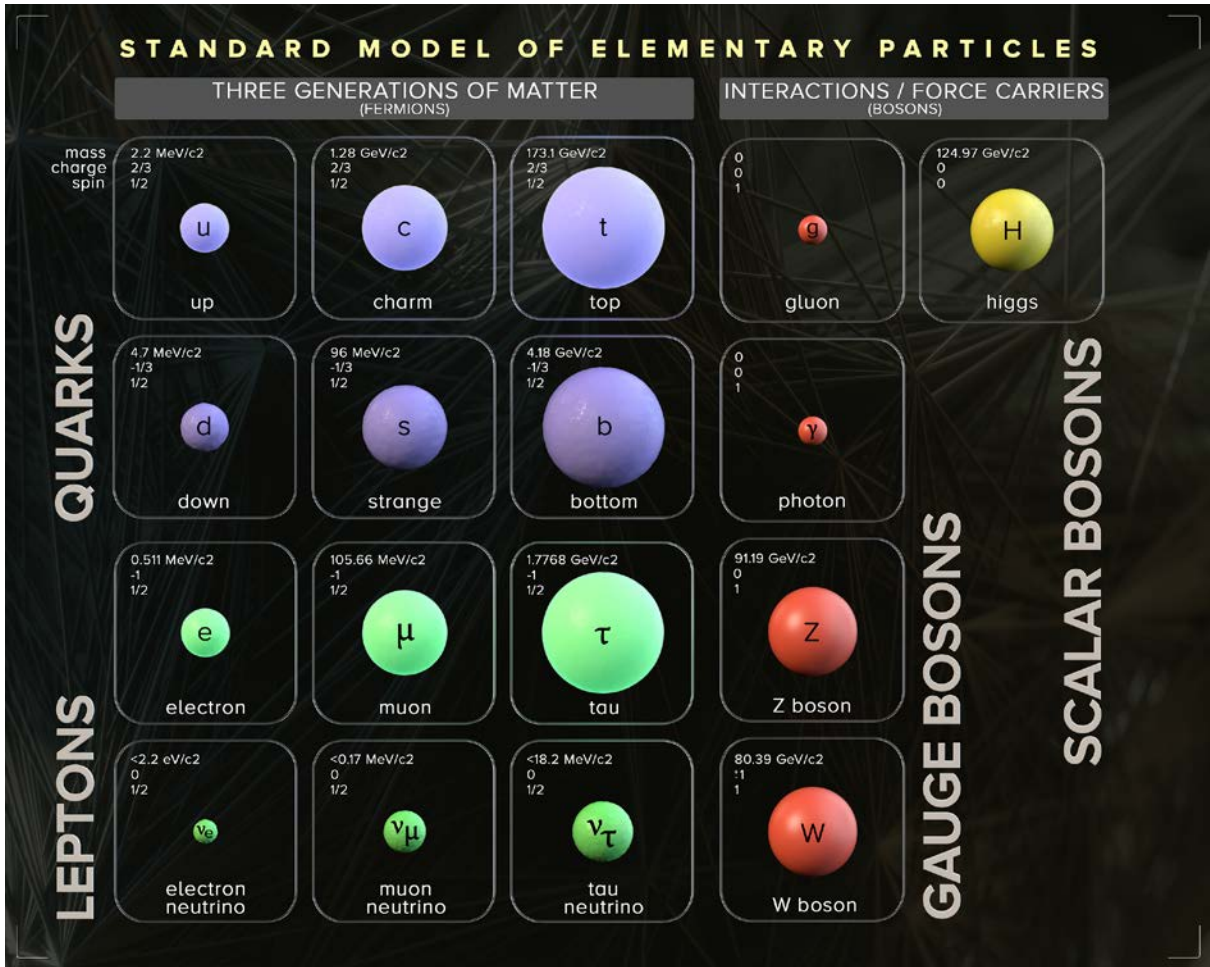 STANDARD MODEL OF ELEMENTARY PARTICLES
THREE GENERATIONS OF MATTER
(FERMIONS)
INTERACTIONS / FORCE CARRIERS
(BOSONS)
mass
charge
spin
2.2 MeV/c2
2/3
1/2
u
up
1.28 GeV/c2
2/3
1/2
c
charm
173.1 GeV/c2
2/3
1/2
t
top
0
0
1
g
gluon
124.97 GeV/c2
0
0
H
higgs
QUARKS
4.7 MeV/c2
-1/3
1/2
d
down
96 MeV/c2
-1/3
1/2
s
strange
4.18 GeV/c2
-1/3
1/2
b
bottom
0
0
1
γ
photon
SCALAR BOSONS
LEPTONS
0.511 MeV/c2
-1
1/2
e
electron
105.66 MeV/c2
-1
1/2
μ
muon
1.7768 GeV/c2
-1
1/2
τ
tau
91.19 GeV/c2
0
1
Z
Z boson
GAUGE BOSONS
<2.2 eV/c2
0
1/2
νe
electron
neutrino
<0.17 MeV/c2
0
1/2
νμ
muon
neutrino
<18.2 MeV/c2
0
1/2
ντ
tau
neutrino
80.39 GeV/c2
1
W
W boson